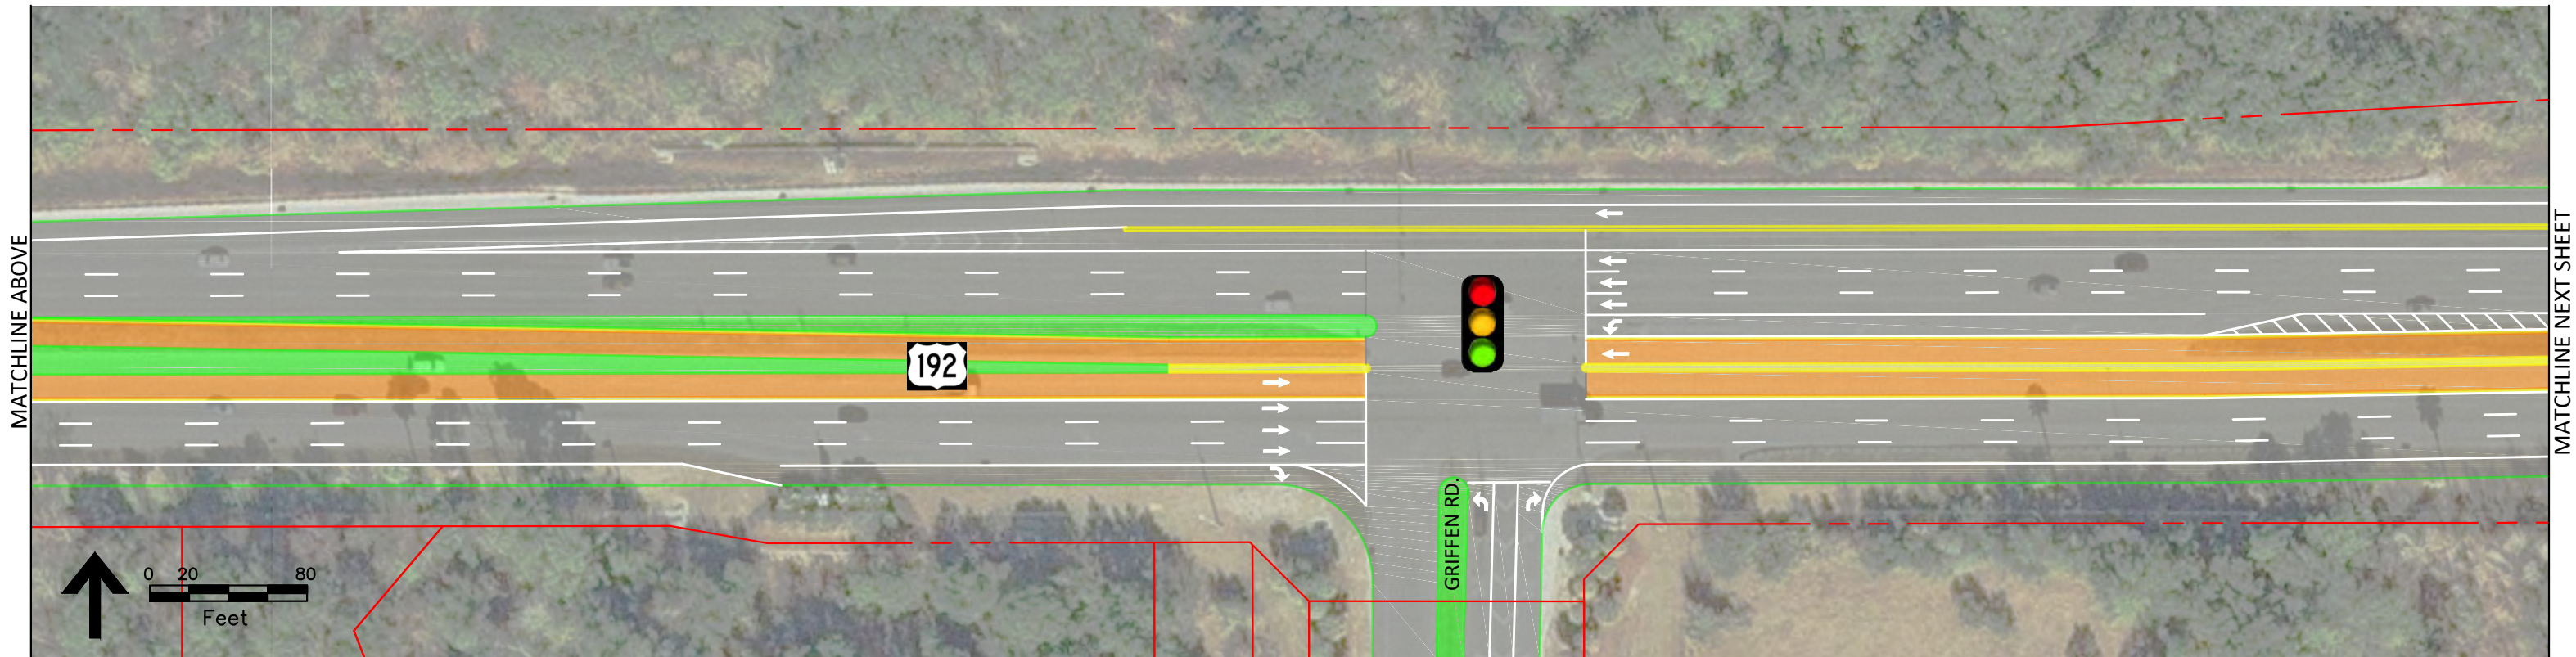 MATCHLINE ABOVE
MATCHLINE NEXT SHEET
192
GRIFFEN RD.
0 20 80
Feet